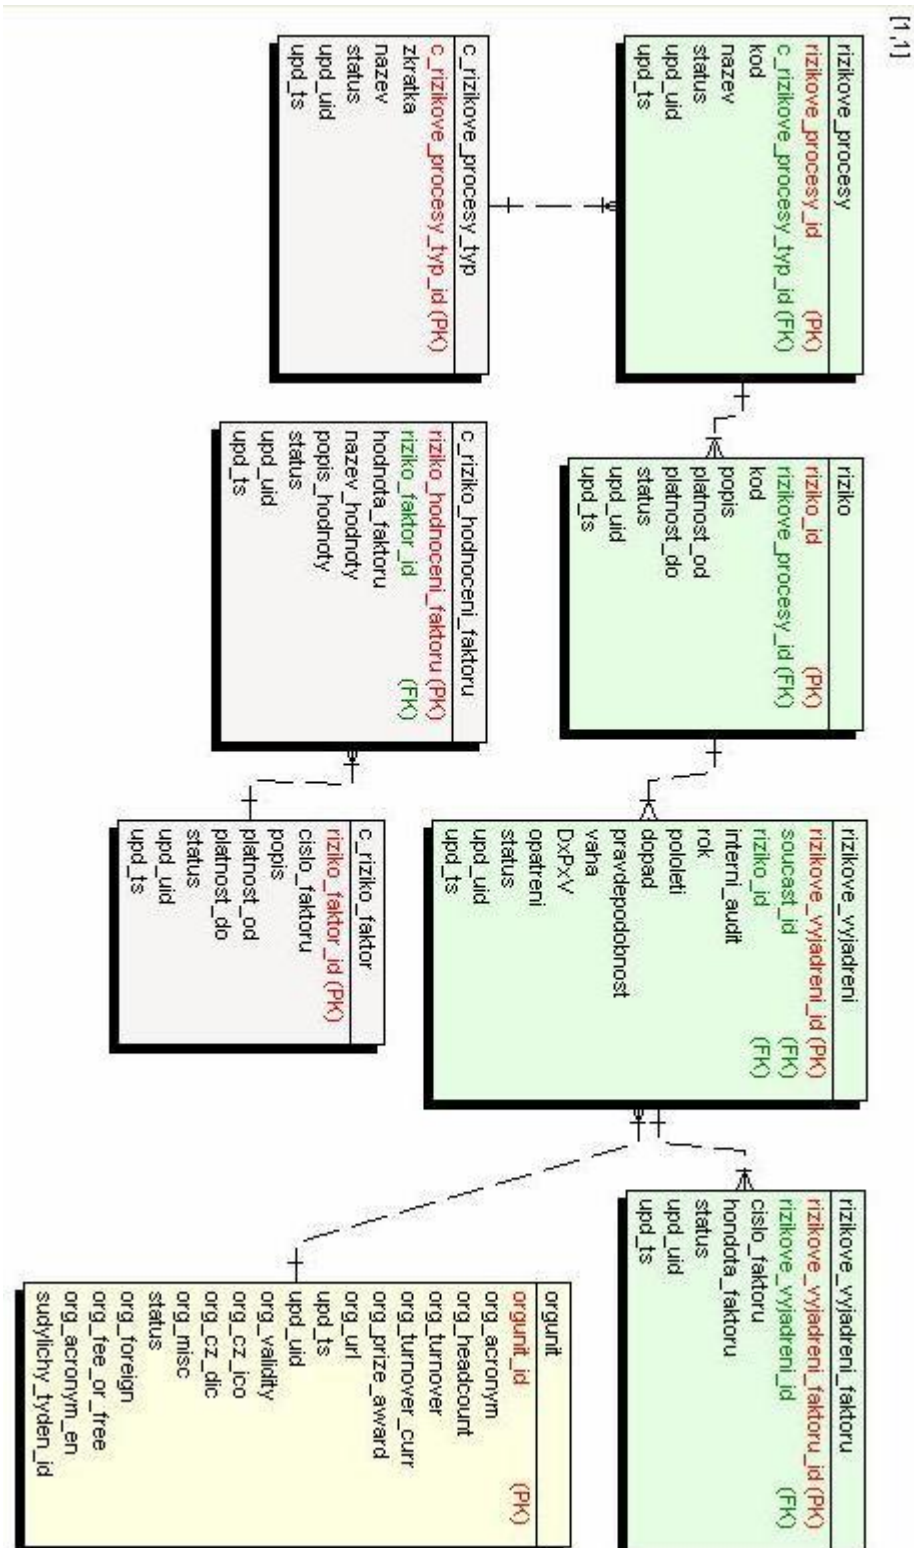 [1,1]
rizikove_procesy
rizikove_procesy_id (PK)
c_rizikove_procesy_typ_id (FK)
kod
nazev
status
upd_uid
upd_ts
c_rizikove_procesy_typ
c_rizikove_procesy_typ_id (PK)
zkratka
nazev
status
upd_uid
upd_ts
riziko
riziko_id (PK)
rizikove_procesy_id (FK)
kod
popis
platnost_od
platnost_do
status
upd_uid
upd_ts
c_riziko_hodnoceni_faktoru
riziko_hodnoceni_faktoru (PK)
riziko_faktor_id (FK)
hodnota_faktoru
nazev_hodnoty
popis_hodnoty
status
upd_uid
upd_ts
rizikove_vyjadreni
rizikove_vyjadreni_id (PK)
soucast_id (FK)
riziko_id (FK)
interni_audit
rok
pololeti
dopad
pravdepodobnost
vaha
DxPxV
opatreni
status
upd_uid
upd_ts
c_riziko_faktor
riziko_faktor_id (PK)
cislo_faktoru
popis
platnost_od
platnost_do
status
upd_uid
upd_ts
rizikove_vyjadreni_faktoru
rizikove_vyjadreni_faktoru_id (PK)
rizikove_vyjadreni_id (FK)
cislo_faktoru
hondota_faktoru
status
upd_uid
upd_ts
orgunit
orgunit_id (PK)
org_acronym
org_headcount
org_turnover
org_turnover_curr
org_prize_award
org_url
upd_ts
upd_uid
org_validity
org_cz_ico
org_cz_dic
org_misc
status
org_foreign
org_fee_or_free
org_acronym_en
sudylichy_tyden_id